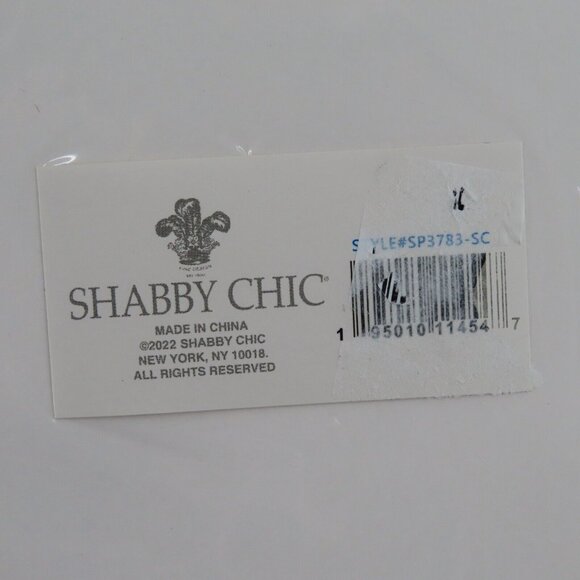 SHABBY CHIC®
MADE IN CHINA
©2022 SHABBY CHIC
NEW YORK, NY 10018.
ALL RIGHTS RESERVED
STYLE#SP3783-SC
1 95010 11454 7